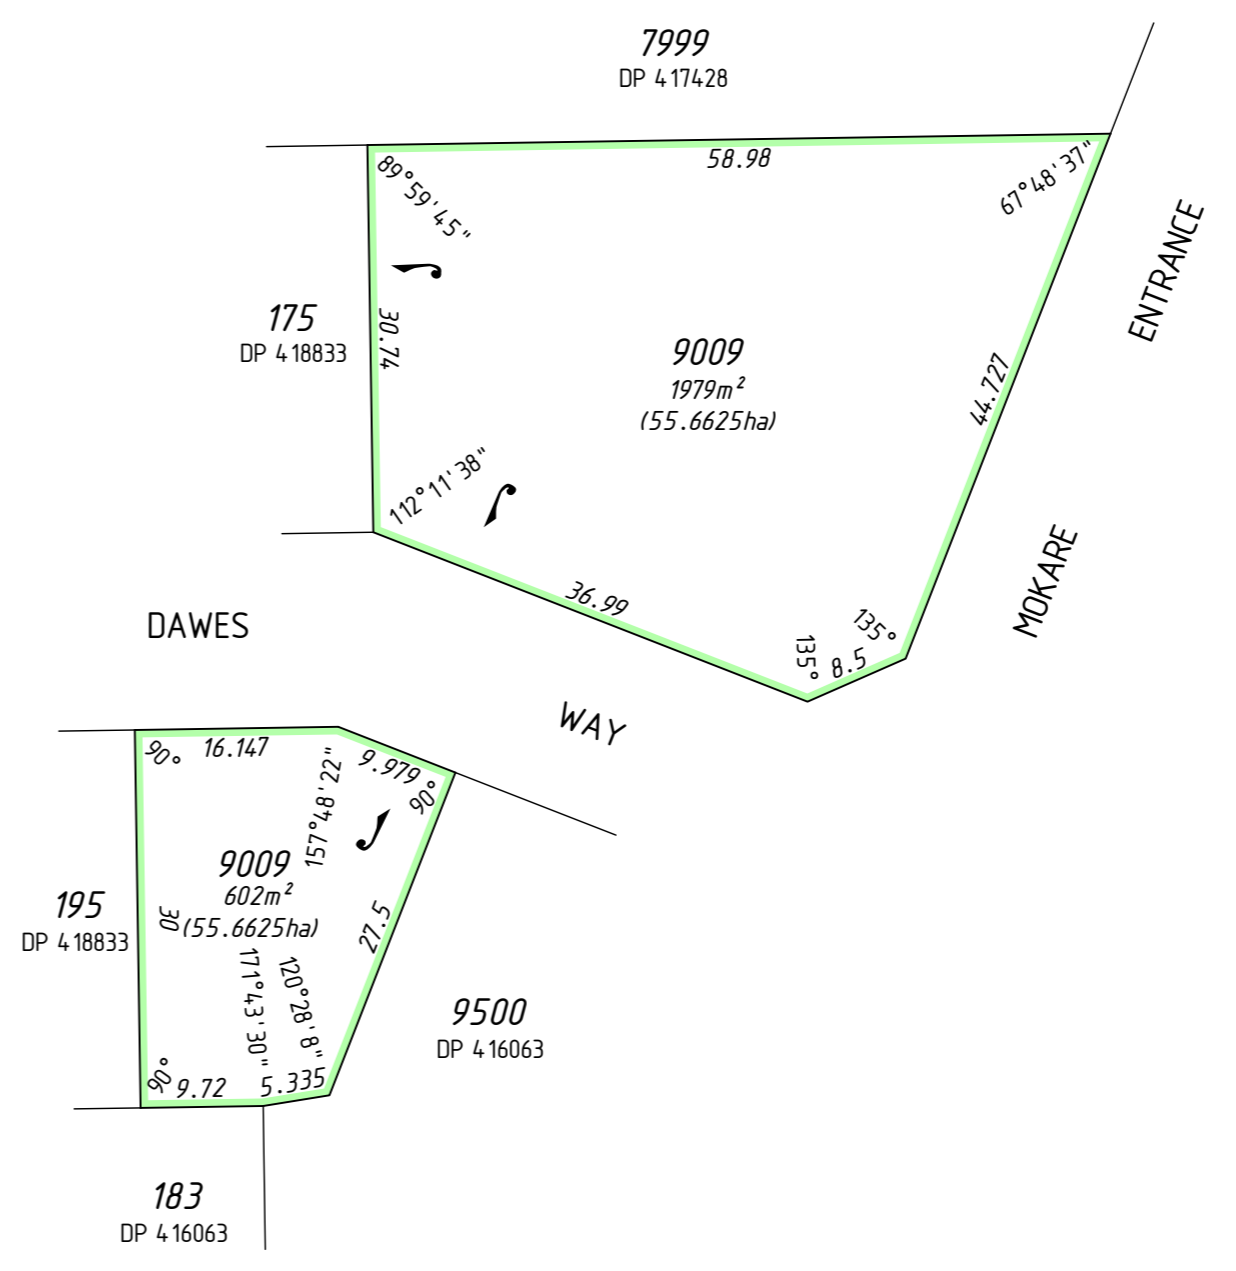 7999
DP 417428
58.98
89°59'45"
67°48'37"
ENTRANCE
175
DP 418833
30.74
9009
1979m²
(55.6625ha)
44.727
112°11'38"
MOKARE
36.99
135°
135°
8.5
DAWES
WAY
90°
16.147
157°48'22"
9.979
90°
9009
602m²
(55.6625ha)
195
DP 418833
30
27.5
171°43'30"
120°28'8"
9500
DP 416063
90°
9.72
5.335
183
DP 416063